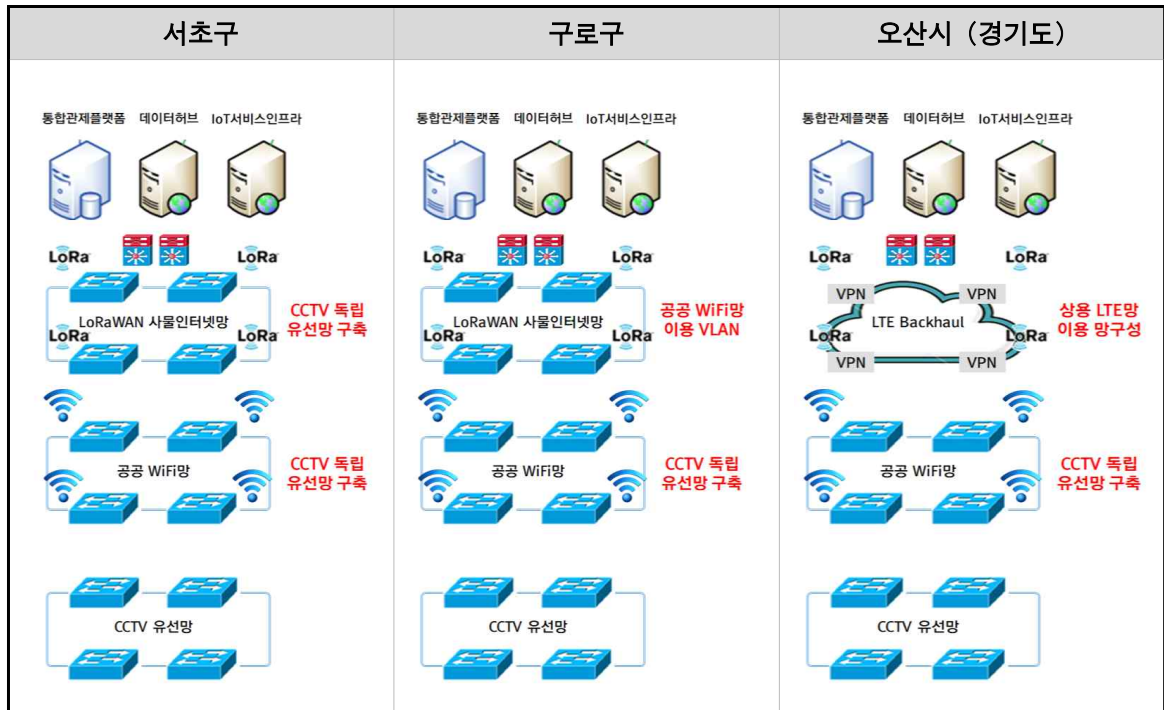 서초구
구로구
오산시 (경기도)
통합관제플랫폼 데이터허브 IoT서비스인프라
LoRa LoRa
LoRaWAN 사물인터넷망
LoRa LoRa
CCTV 독립
유선망 구축
공공 WiFi망
CCTV 독립
유선망 구축
CCTV 유선망
통합관제플랫폼 데이터허브 IoT서비스인프라
LoRa LoRa
LoRaWAN 사물인터넷망
LoRa LoRa
공공 WiFi망
이용 VLAN
공공 WiFi망
CCTV 독립
유선망 구축
CCTV 유선망
통합관제플랫폼 데이터허브 IoT서비스인프라
LoRa LoRa
VPN VPN
LTE Backhaul
LoRa LoRa
VPN VPN
상용 LTE망
이용 망구성
공공 WiFi망
CCTV 독립
유선망 구축
CCTV 유선망